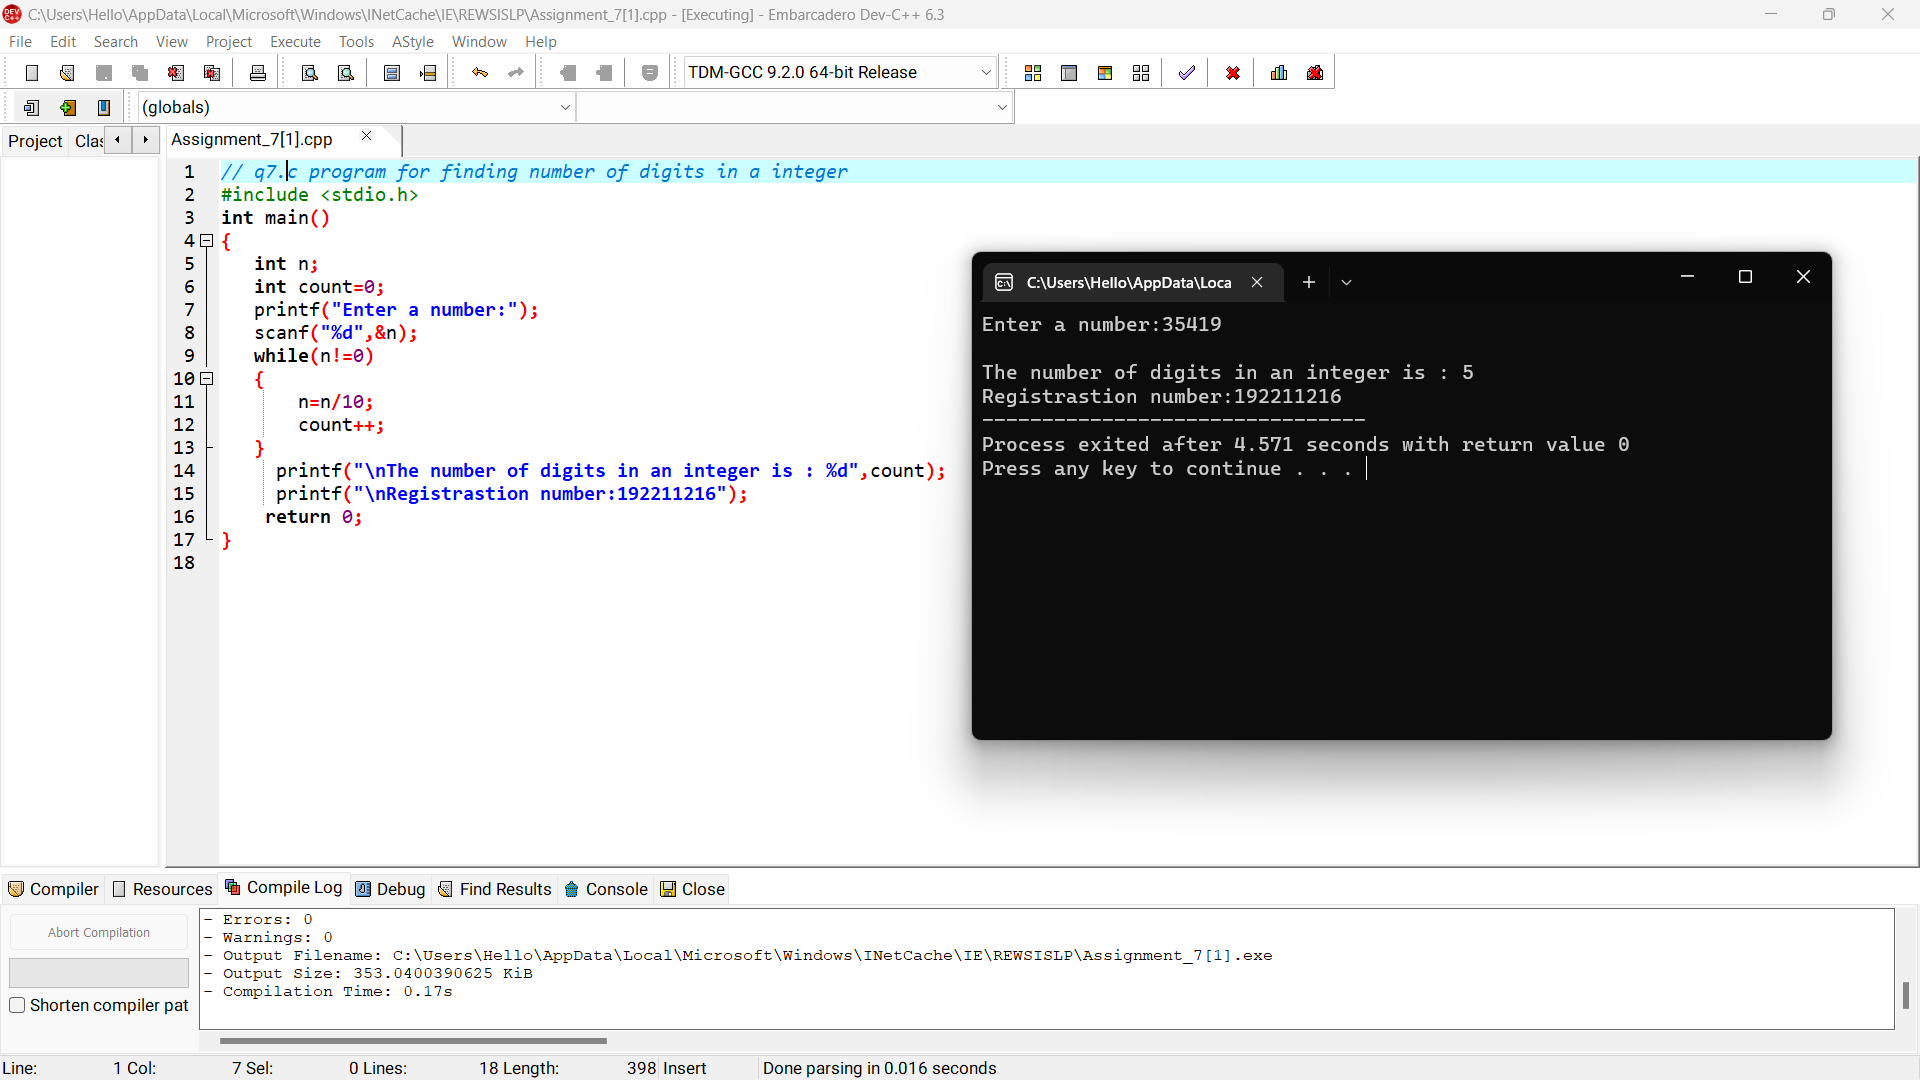 C:\Users\Hello\AppData\Local\Microsoft\Windows\INetCache\IE\REWSISLP\Assignment_7[1].cpp - [Executing] - Embarcadero Dev-C++ 6.3
File Edit Search View Project Execute Tools AStyle Window Help
TDM-GCC 9.2.0 64-bit Release
(globals)
Project Clas
Assignment_7[1].cpp
1 // q7.c program for finding number of digits in a integer
2 #include <stdio.h>
3 int main()
4 {
5 int n;
6 int count=0;
7 printf("Enter a number:");
8 scanf("%d",&n);
9 while(n!=0)
10 {
11 n=n/10;
12 count++;
13 }
14 printf("\nThe number of digits in an integer is : %d",count);
15 printf("\nRegistrastion number:192211216");
16 return 0;
17 }
18
C:\Users\Hello\AppData\Loca
Enter a number:35419
The number of digits in an integer is : 5
Registrastion number:192211216
--------------------------------
Process exited after 4.571 seconds with return value 0
Press any key to continue . . .
Compiler Resources Compile Log Debug Find Results Console Close
Abort Compilation
Shorten compiler pat
- Errors: 0
- Warnings: 0
- Output Filename: C:\Users\Hello\AppData\Local\Microsoft\Windows\INetCache\IE\REWSISLP\Assignment_7[1].exe
- Output Size: 353.0400390625 KiB
- Compilation Time: 0.17s
Line: 1 Col: 7 Sel: 0 Lines: 18 Length: 398 Insert Done parsing in 0.016 seconds